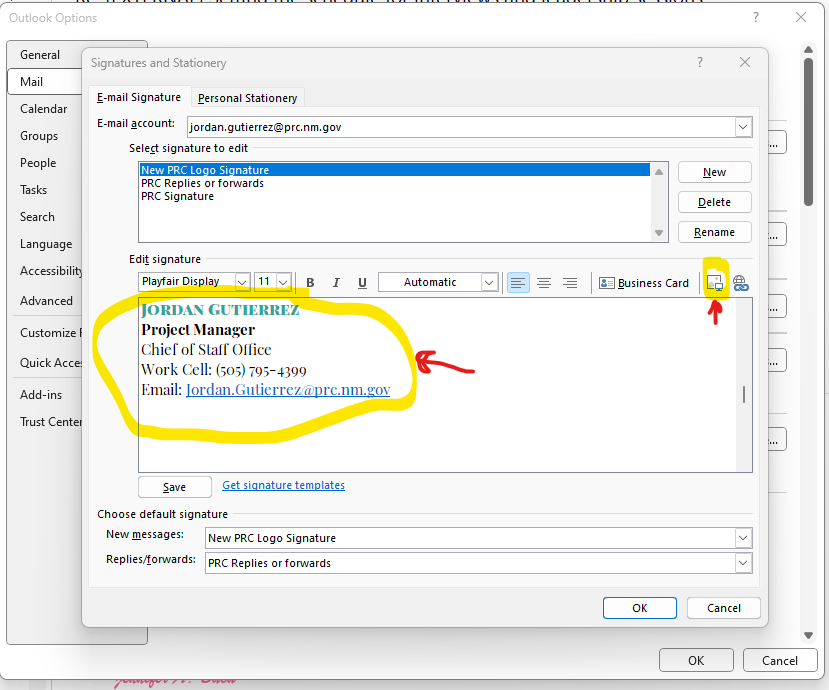 Outlook Options
General
Mail
Calendar
Groups
People
Tasks
Search
Language
Accessibility
Advanced
Customize
Quick
Add-ins
Trust Center
Signatures and Stationery
E-mail Signature
Personal Stationery
E-mail account:
jordan.gutierrez@prc.nm.gov
Select signature to edit
New PRC Logo Signature
PRC Replies or forwards
PRC Signature
New
Delete
Rename
Edit signature
Playfair Display 11 B I U Automatic Business Card
JORDAN GUTIERREZ
Project Manager
Chief of Staff Office
Work Cell: (505) 795-4399
Email: Jordan.Gutierrez@prc.nm.gov
Save
Get signature templates
Choose default signature
New messages:
New PRC Logo Signature
Replies/forwards:
PRC Replies or forwards
OK
Cancel
OK
Cancel